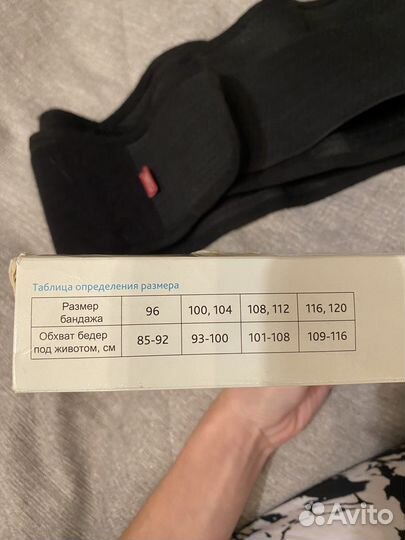 Таблица определения размера
Размер бандажа 96 100, 104 108, 112 116, 120
Обхват бедер под животом, см 85-92 93-100 101-108 109-116
Avito